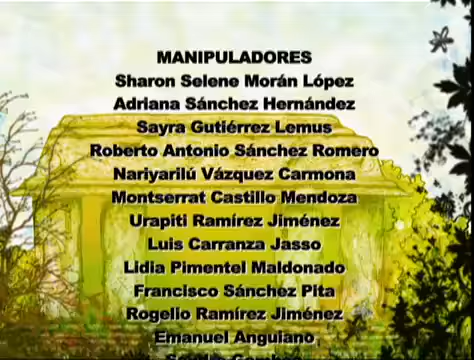 MANIPULADORES
Sharon Selene Morán López
Adriana Sánchez Hernández
Sayra Gutiérrez Lemus
Roberto Antonio Sánchez Romero
Nariyarilú Vázquez Carmona
Montserrat Castillo Mendoza
Urapiti Ramírez Jiménez
Luis Carranza Jasso
Lidia Pimentel Maldonado
Francisco Sánchez Pita
Rogelio Ramírez Jiménez
Emanuel Anguiano